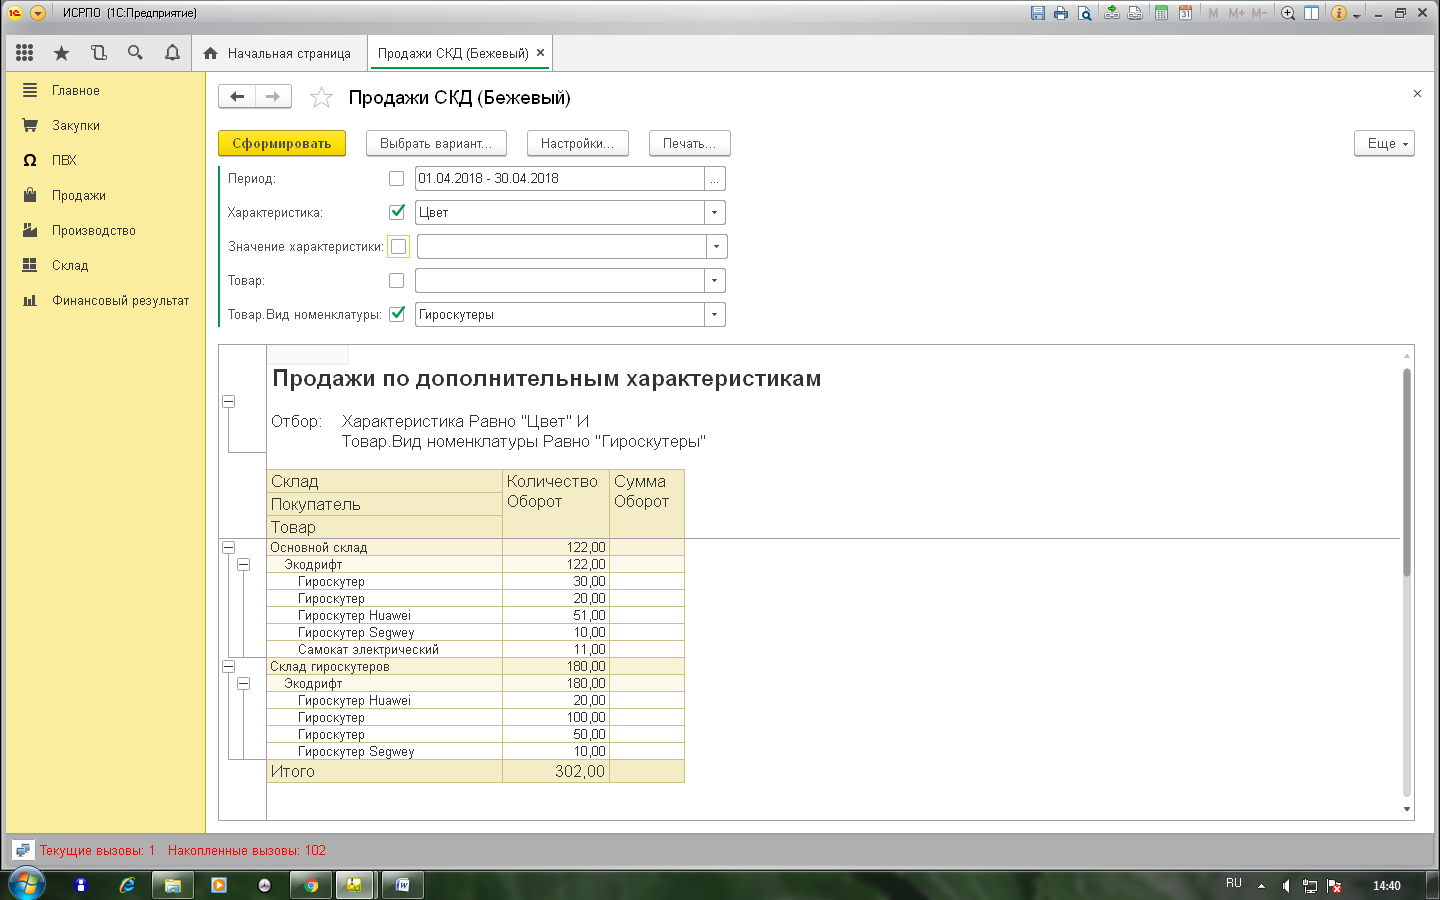 ИСРПО (1С:Предприятие)
M M+ M-
Начальная страница
Продажи СКД (Бежевый)
Главное
Закупки
ПВХ
Продажи
Производство
Склад
Финансовый результат
Продажи СКД (Бежевый)
Сформировать Выбрать вариант... Настройки... Печать... Еще
Период: 01.04.2018 - 30.04.2018 ...
Характеристика: Цвет
Значение характеристики:
Товар:
Товар.Вид номенклатуры: Гироскутеры
Продажи по дополнительным характеристикам
Отбор: Характеристика Равно "Цвет" И
Товар.Вид номенклатуры Равно "Гироскутеры"
Склад Количество Оборот Сумма Оборот
Покупатель
Товар
Основной склад 122,00
Экодрифт 122,00
Гироскутер 30,00
Гироскутер 20,00
Гироскутер Huawei 51,00
Гироскутер Segwey 10,00
Самокат электрический 11,00
Склад гироскутеров 180,00
Экодрифт 180,00
Гироскутер Huawei 20,00
Гироскутер 100,00
Гироскутер 50,00
Гироскутер Segwey 10,00
Итого 302,00
Текущие вызовы: 1 Накопленные вызовы: 102
RU 14:40